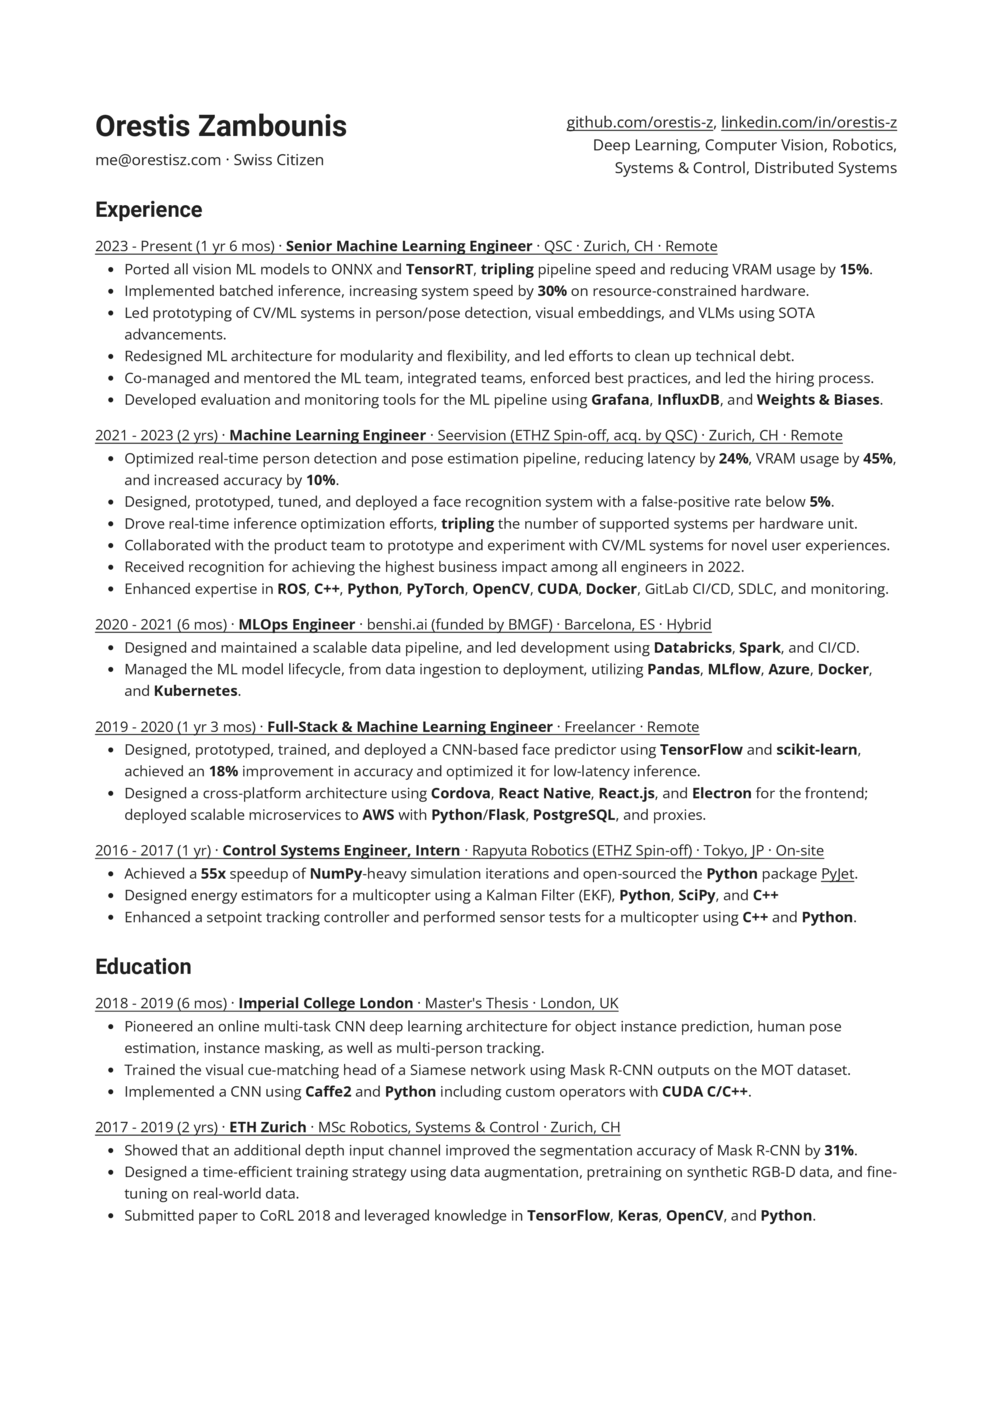 Orestis Zambounis
me@orestisz.com · Swiss Citizen
github.com/orestis-z, linkedin.com/in/orestis-z
Deep Learning, Computer Vision, Robotics,
Systems & Control, Distributed Systems
Experience
2023 - Present (1 yr 6 mos) · Senior Machine Learning Engineer · QSC · Zurich, CH · Remote
• Ported all vision ML models to ONNX and TensorRT, tripling pipeline speed and reducing VRAM usage by 15%.
• Implemented batched inference, increasing system speed by 30% on resource-constrained hardware.
• Led prototyping of CV/ML systems in person/pose detection, visual embeddings, and VLMs using SOTA
advancements.
• Redesigned ML architecture for modularity and flexibility, and led efforts to clean up technical debt.
• Co-managed and mentored the ML team, integrated teams, enforced best practices, and led the hiring process.
• Developed evaluation and monitoring tools for the ML pipeline using Grafana, InfluxDB, and Weights & Biases.
2021 - 2023 (2 yrs) · Machine Learning Engineer · Seervision (ETHZ Spin-off, acq. by QSC) · Zurich, CH · Remote
• Optimized real-time person detection and pose estimation pipeline, reducing latency by 24%, VRAM usage by 45%,
and increased accuracy by 10%.
• Designed, prototyped, tuned, and deployed a face recognition system with a false-positive rate below 5%.
• Drove real-time inference optimization efforts, tripling the number of supported systems per hardware unit.
• Collaborated with the product team to prototype and experiment with CV/ML systems for novel user experiences.
• Received recognition for achieving the highest business impact among all engineers in 2022.
• Enhanced expertise in ROS, C++, Python, PyTorch, OpenCV, CUDA, Docker, GitLab CI/CD, SDLC, and monitoring.
2020 - 2021 (6 mos) · MLOps Engineer · benshi.ai (funded by BMGF) · Barcelona, ES · Hybrid
• Designed and maintained a scalable data pipeline, and led development using Databricks, Spark, and CI/CD.
• Managed the ML model lifecycle, from data ingestion to deployment, utilizing Pandas, MLflow, Azure, Docker,
and Kubernetes.
2019 - 2020 (1 yr 3 mos) · Full-Stack & Machine Learning Engineer · Freelancer · Remote
• Designed, prototyped, trained, and deployed a CNN-based face predictor using TensorFlow and scikit-learn,
achieved an 18% improvement in accuracy and optimized it for low-latency inference.
• Designed a cross-platform architecture using Cordova, React Native, React.js, and Electron for the frontend;
deployed scalable microservices to AWS with Python/Flask, PostgreSQL, and proxies.
2016 - 2017 (1 yr) · Control Systems Engineer, Intern · Rapyuta Robotics (ETHZ Spin-off) · Tokyo, JP · On-site
• Achieved a 55x speedup of NumPy-heavy simulation iterations and open-sourced the Python package PyJet.
• Designed energy estimators for a multicopter using a Kalman Filter (EKF), Python, SciPy, and C++
• Enhanced a setpoint tracking controller and performed sensor tests for a multicopter using C++ and Python.
Education
2018 - 2019 (6 mos) · Imperial College London · Master's Thesis · London, UK
• Pioneered an online multi-task CNN deep learning architecture for object instance prediction, human pose
estimation, instance masking, as well as multi-person tracking.
• Trained the visual cue-matching head of a Siamese network using Mask R-CNN outputs on the MOT dataset.
• Implemented a CNN using Caffe2 and Python including custom operators with CUDA C/C++.
2017 - 2019 (2 yrs) · ETH Zurich · MSc Robotics, Systems & Control · Zurich, CH
• Showed that an additional depth input channel improved the segmentation accuracy of Mask R-CNN by 31%.
• Designed a time-efficient training strategy using data augmentation, pretraining on synthetic RGB-D data, and fine-
tuning on real-world data.
• Submitted paper to CoRL 2018 and leveraged knowledge in TensorFlow, Keras, OpenCV, and Python.